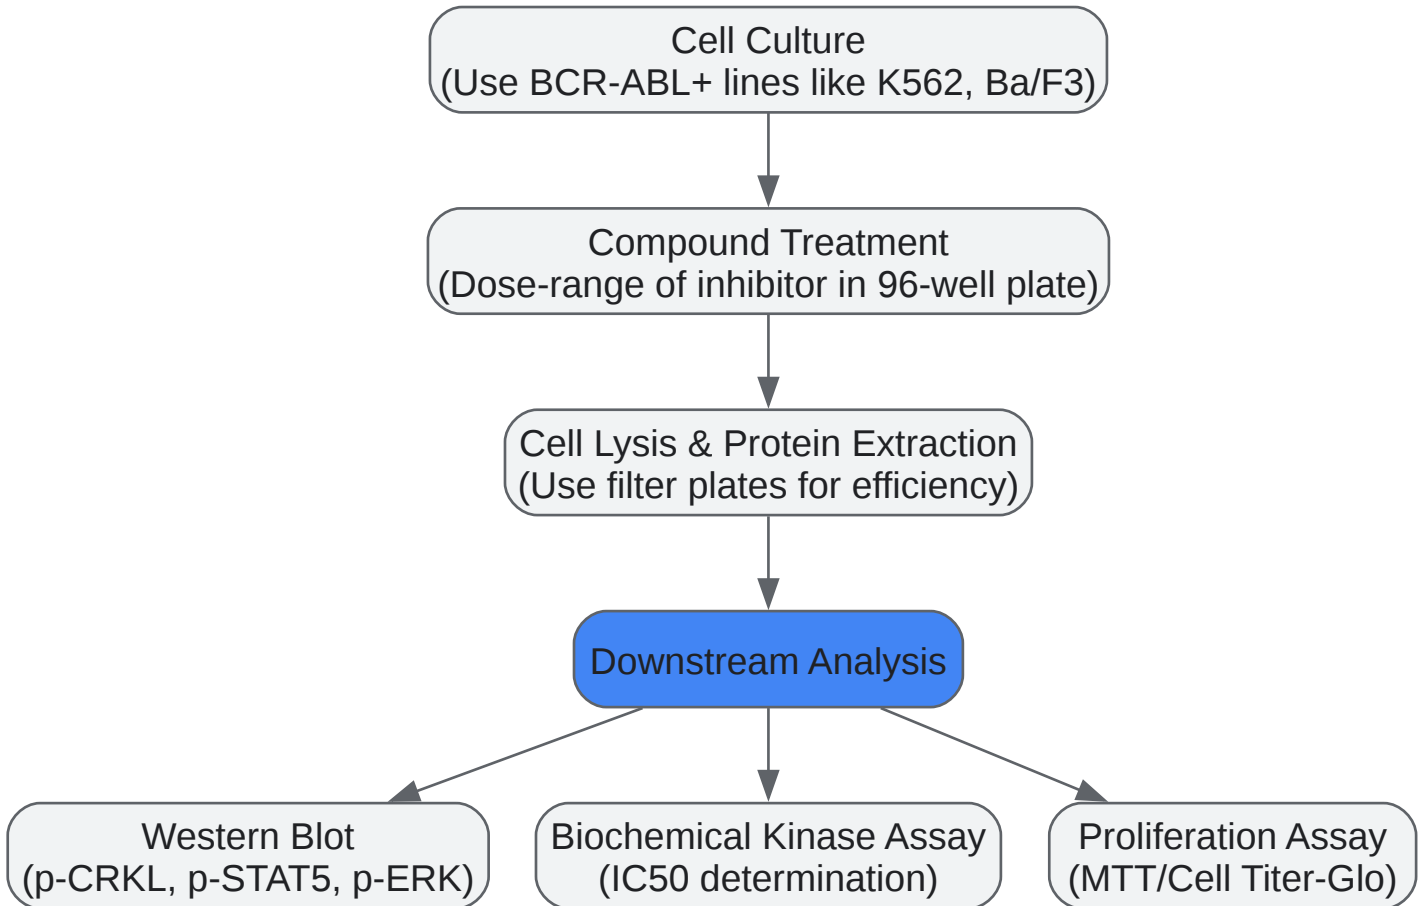 Cell Culture
(Use BCR-ABL+ lines like K562, Ba/F3)
Compound Treatment
(Dose-range of inhibitor in 96-well plate)
Cell Lysis & Protein Extraction
(Use filter plates for efficiency)
Downstream Analysis
Western Blot
(p-CRKL, p-STAT5, p-ERK)
Biochemical Kinase Assay
(IC50 determination)
Proliferation Assay
(MTT/Cell Titer-Glo)